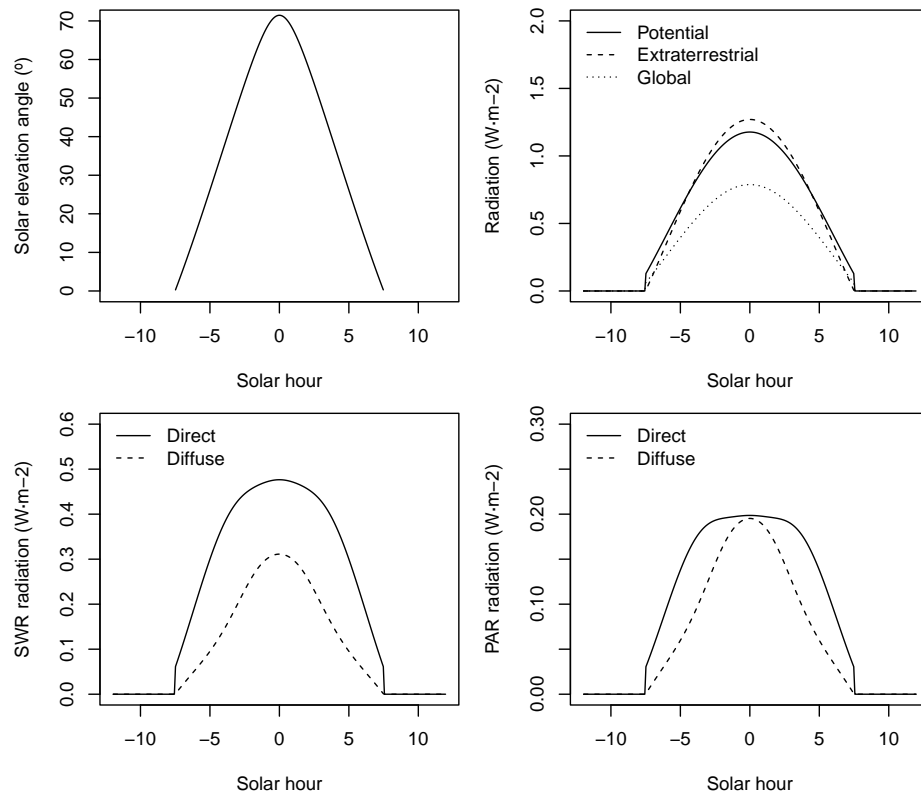 Solar elevation angle (º)
70
60
50
40
30
20
10
0
−10
−5
0
5
10
Solar hour
Radiation (W·m−2)
2.0
1.5
1.0
0.5
0.0
Potential
Extraterrestrial
Global
−10
−5
0
5
10
Solar hour
SWR radiation (W·m−2)
0.6
0.5
0.4
0.3
0.2
0.1
0.0
Direct
Diffuse
−10
−5
0
5
10
Solar hour
PAR radiation (W·m−2)
0.30
0.20
0.10
0.00
Direct
Diffuse
−10
−5
0
5
10
Solar hour